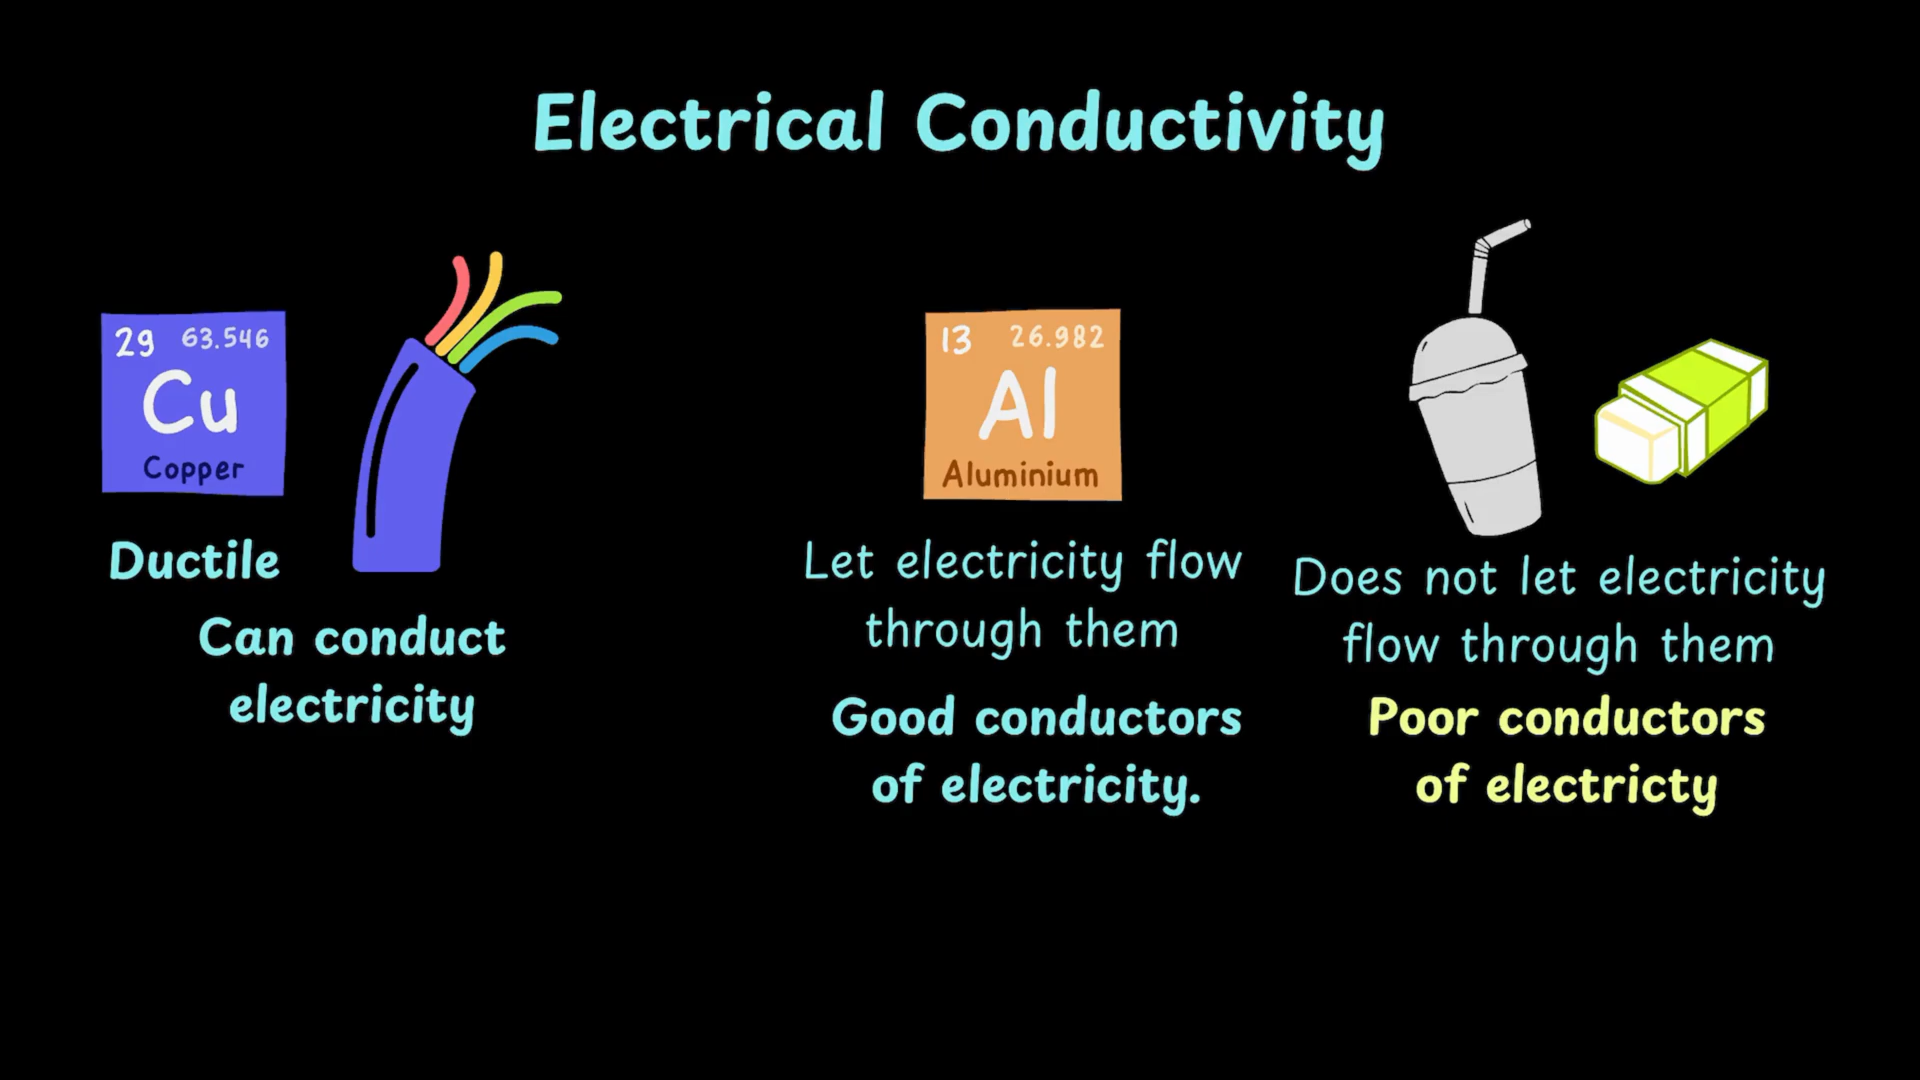 Electrical Conductivity
29 63.546
Cu
Copper
Ductile
Can conduct
electricity
13 26.982
Al
Aluminium
Let electricity flow
through them
Good conductors
of electricity.
Does not let electricity
flow through them
Poor conductors
of electricty